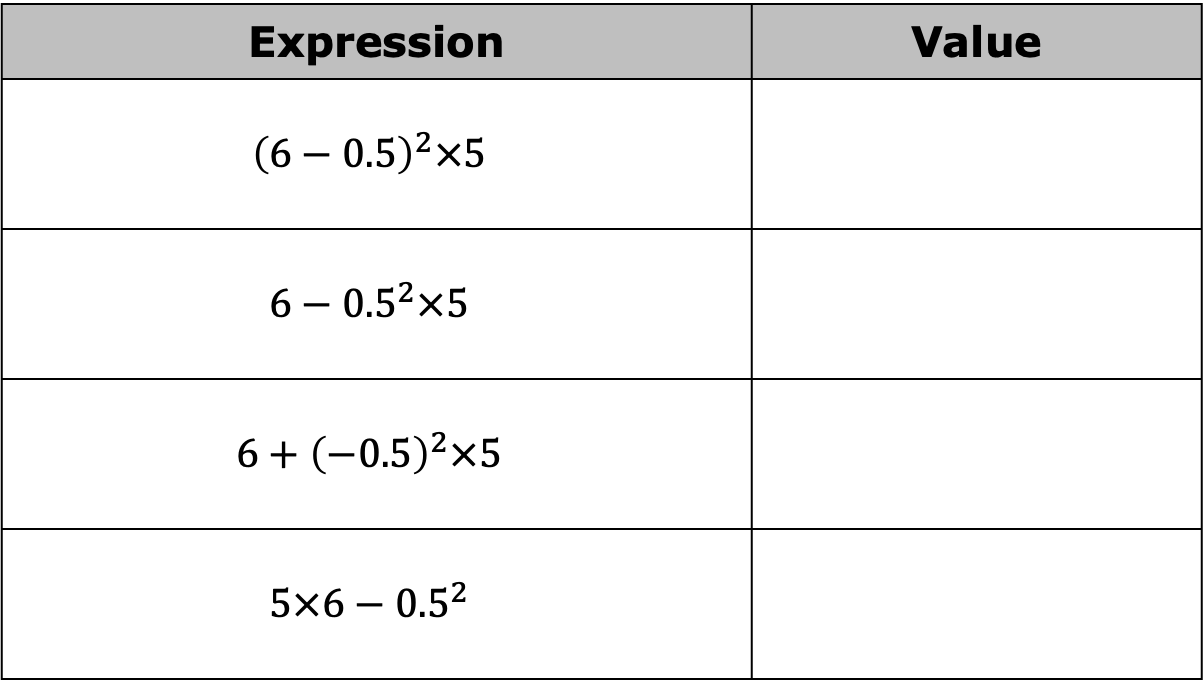 Expression Value
(6 − 0.5)²×5
6 − 0.5²×5
6 + (−0.5)²×5
5×6 − 0.5²